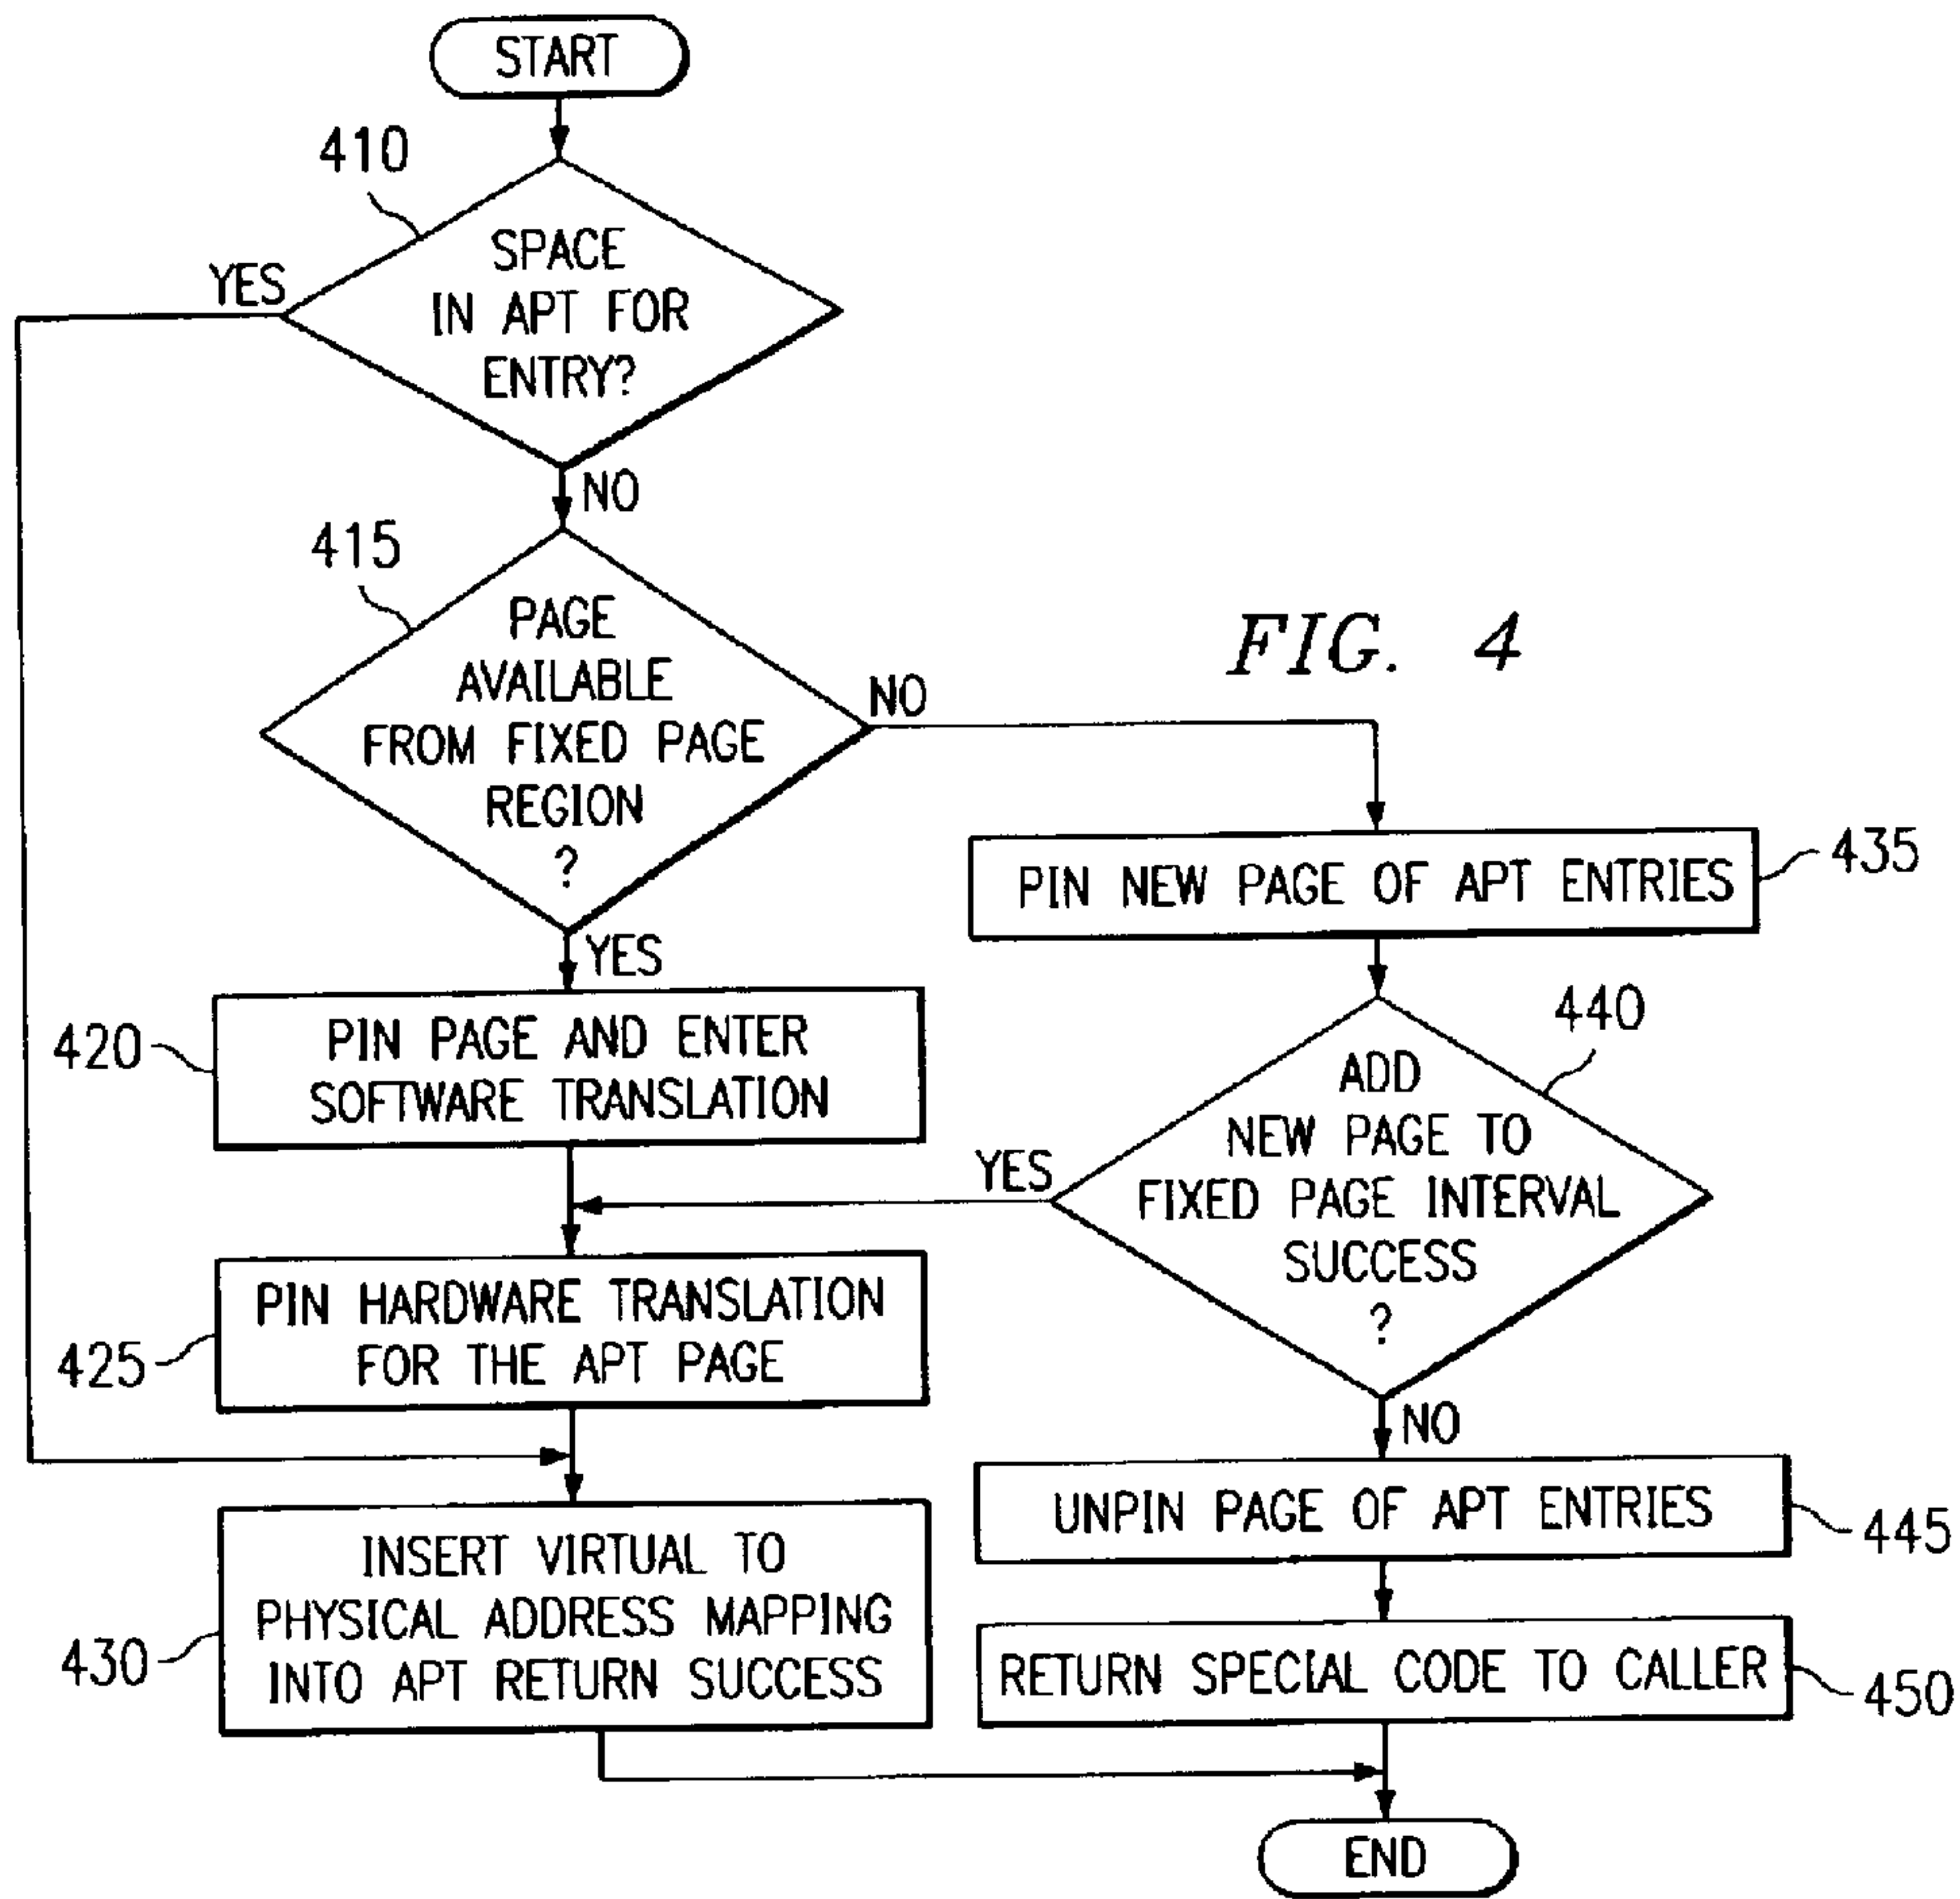 START
410
SPACE
IN APT FOR
ENTRY?
YES
NO
415
PAGE
AVAILABLE
FROM FIXED PAGE
REGION
?
NO
YES
FIG. 4
PIN NEW PAGE OF APT ENTRIES
435
420
PIN PAGE AND ENTER
SOFTWARE TRANSLATION
440
ADD
NEW PAGE TO
FIXED PAGE INTERVAL
SUCCESS
?
YES
NO
425
PIN HARDWARE TRANSLATION
FOR THE APT PAGE
430
INSERT VIRTUAL TO
PHYSICAL ADDRESS MAPPING
INTO APT RETURN SUCCESS
UNPIN PAGE OF APT ENTRIES
445
RETURN SPECIAL CODE TO CALLER
450
END